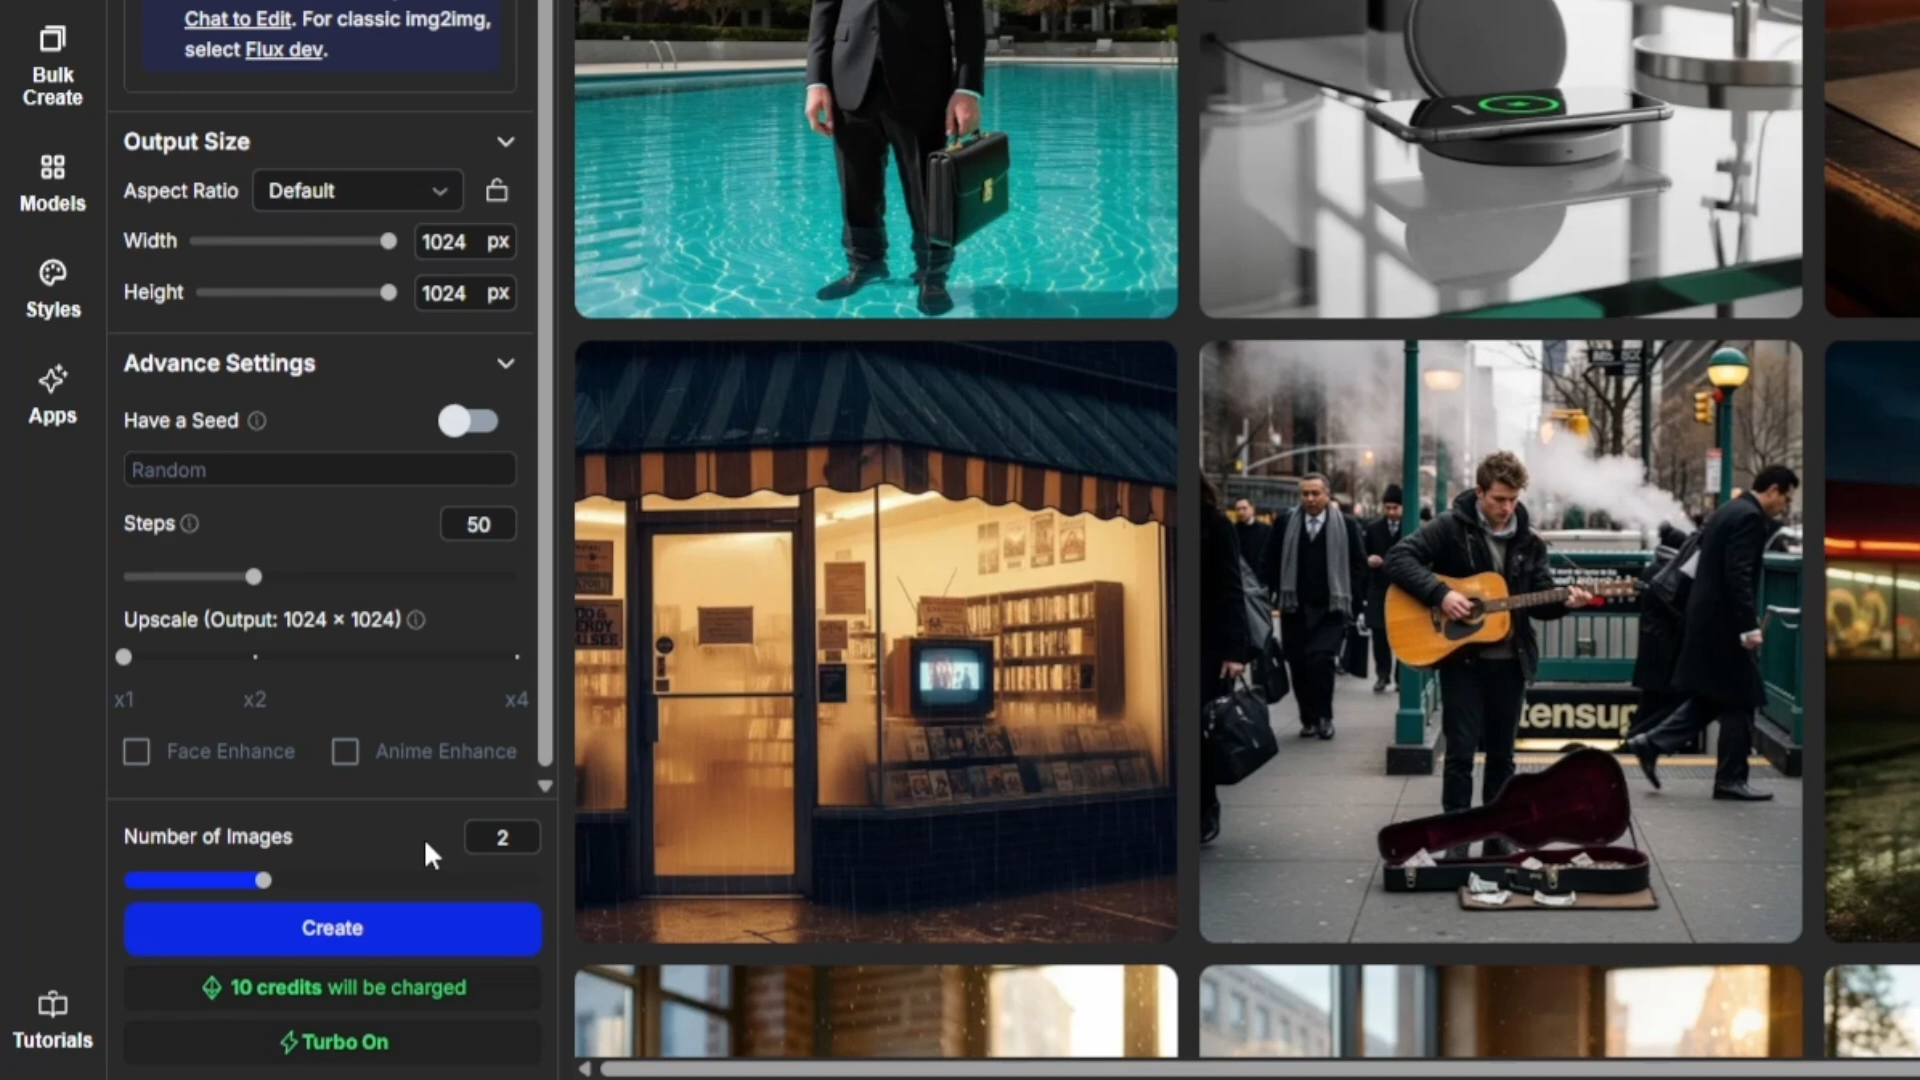 Chat to Edit. For classic img2img,
select Flux dev.
Bulk
Create
Models
Styles
Apps
Tutorials
Output Size
Aspect Ratio Default
Width 1024 px
Height 1024 px
Advance Settings
Have a Seed
Random
Steps 50
Upscale (Output: 1024 × 1024)
x1 x2 x4
Face Enhance Anime Enhance
Number of Images 2
Create
10 credits will be charged
Turbo On
tensur